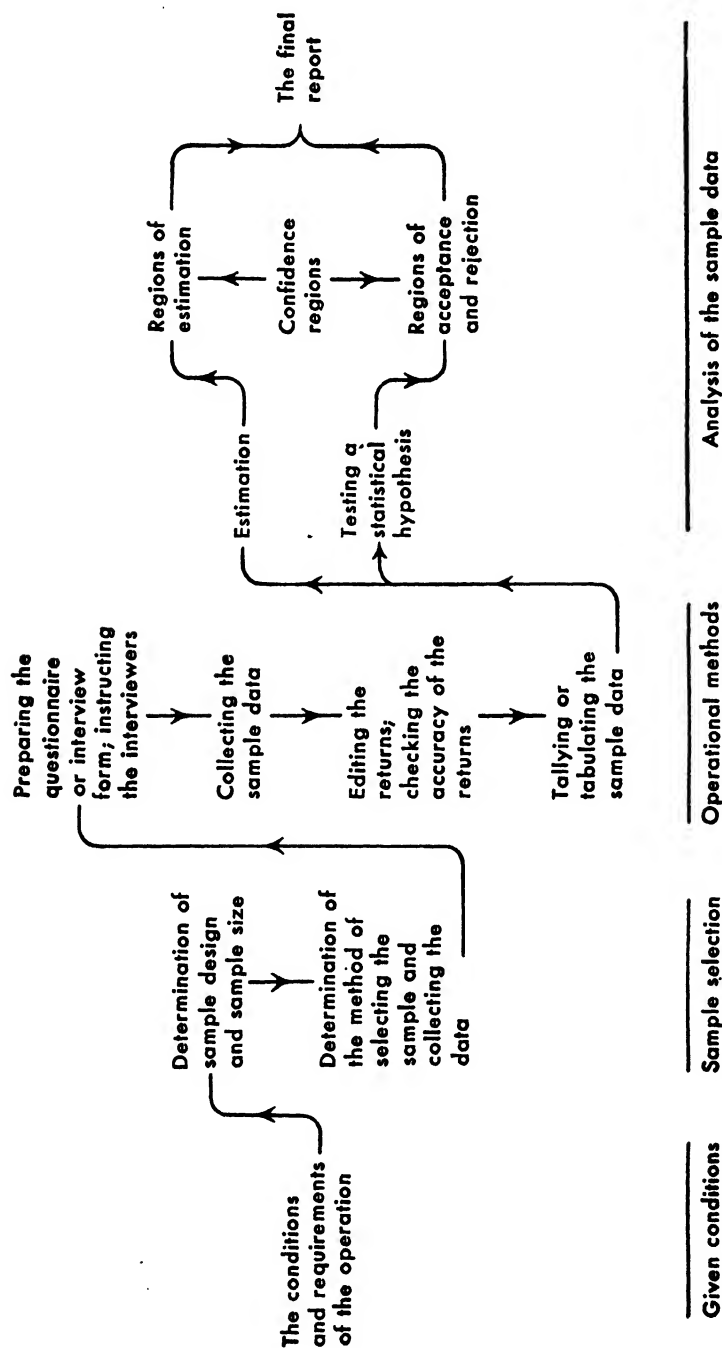 The conditions
and requirements
of the operation
Determination of
sample design
and sample size
Determination of
the method of
selecting the
sample and
collecting the
data
Preparing the
questionnaire
or interview
form; instructing
the interviewers
Collecting the
sample data
Editing the
returns;
checking the
accuracy of the
returns
Tallying or
tabulating the
sample data
Estimation
Testing a
statistical
hypothesis
Regions of
estimation
Confidence
regions
Regions of
acceptance
and rejection
The final
report
Given conditions
Sample selection
Operational methods
Analysis of the sample data